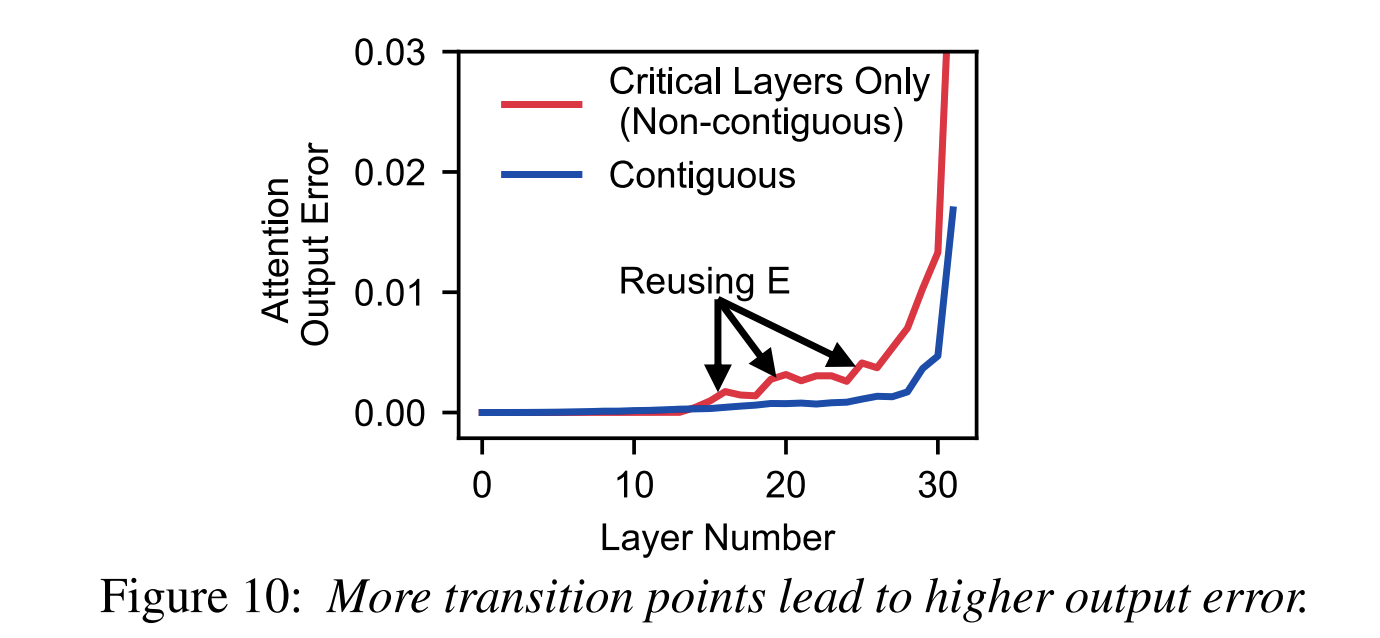 0.03
0.02
0.01
0.00
Attention
Output Error
Critical Layers Only
(Non-contiguous)
Contiguous
Reusing E
0
10
20
30
Layer Number
Figure 10: More transition points lead to higher output error.